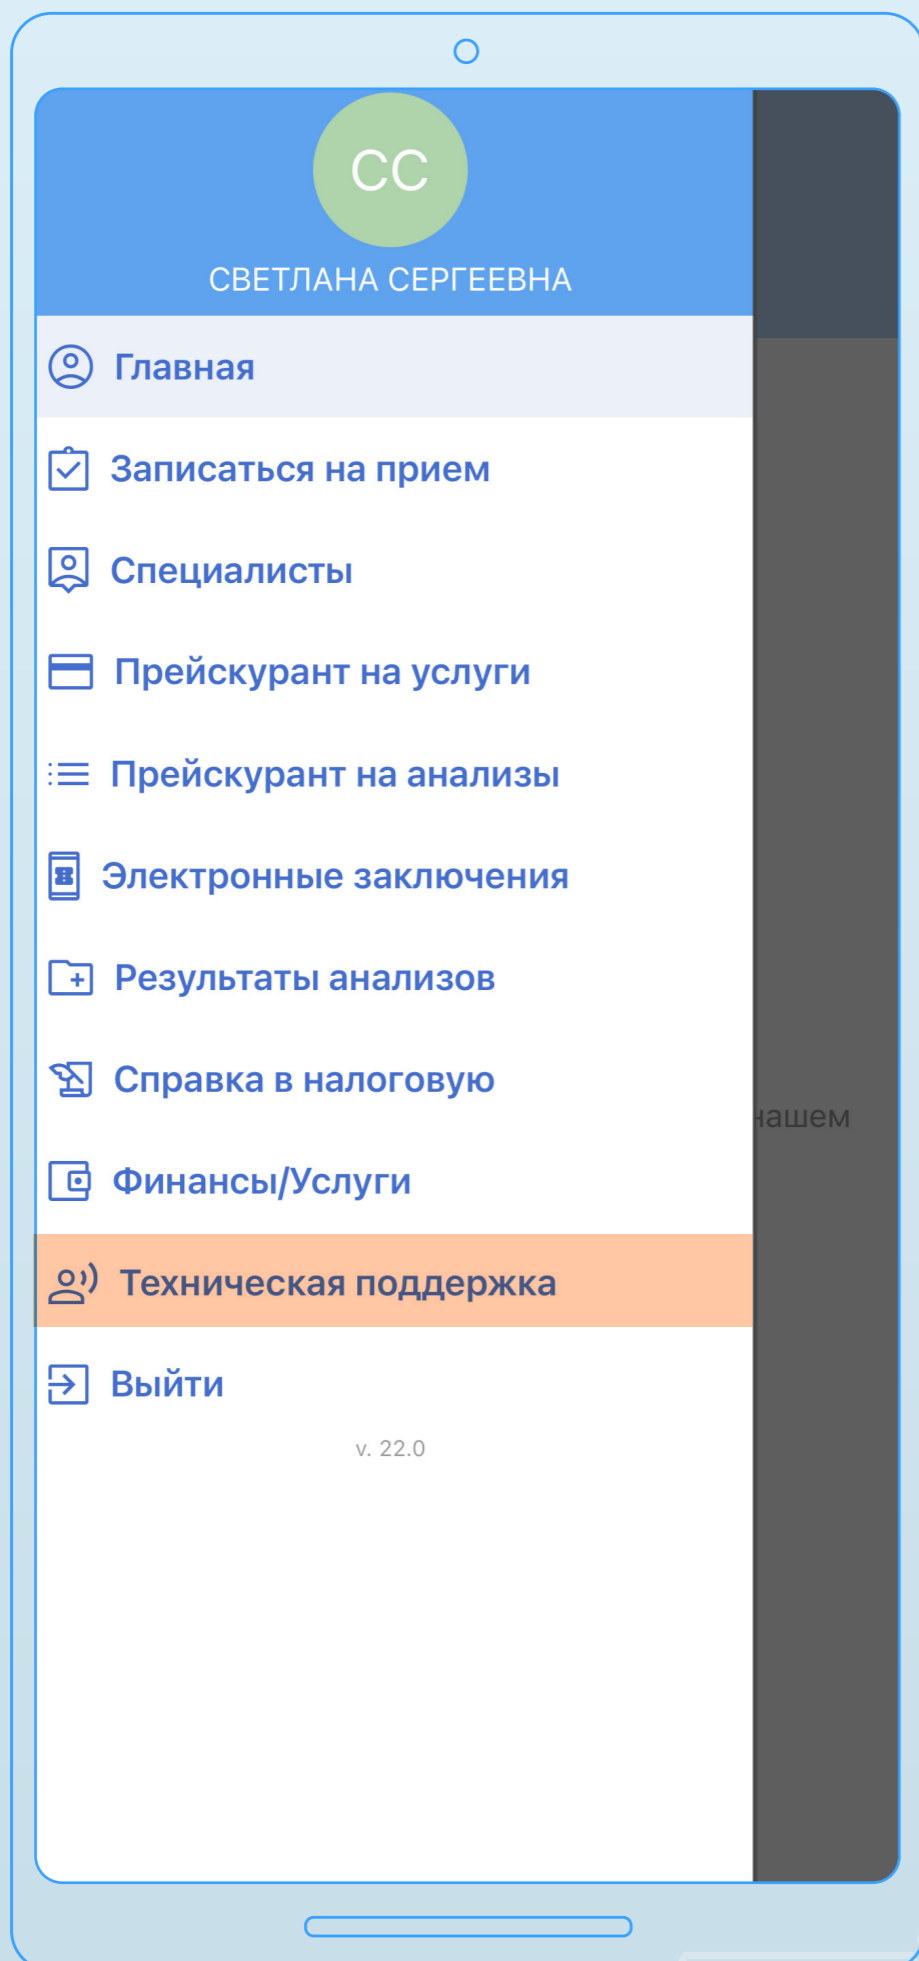 СС
СВЕТЛАНА СЕРГЕЕВНА
Главная
Записаться на прием
Специалисты
Прейскурант на услуги
Прейскурант на анализы
Электронные заключения
Результаты анализов
Справка в налоговую
нашем
Финансы/Услуги
Техническая поддержка
Выйти
v. 22.0